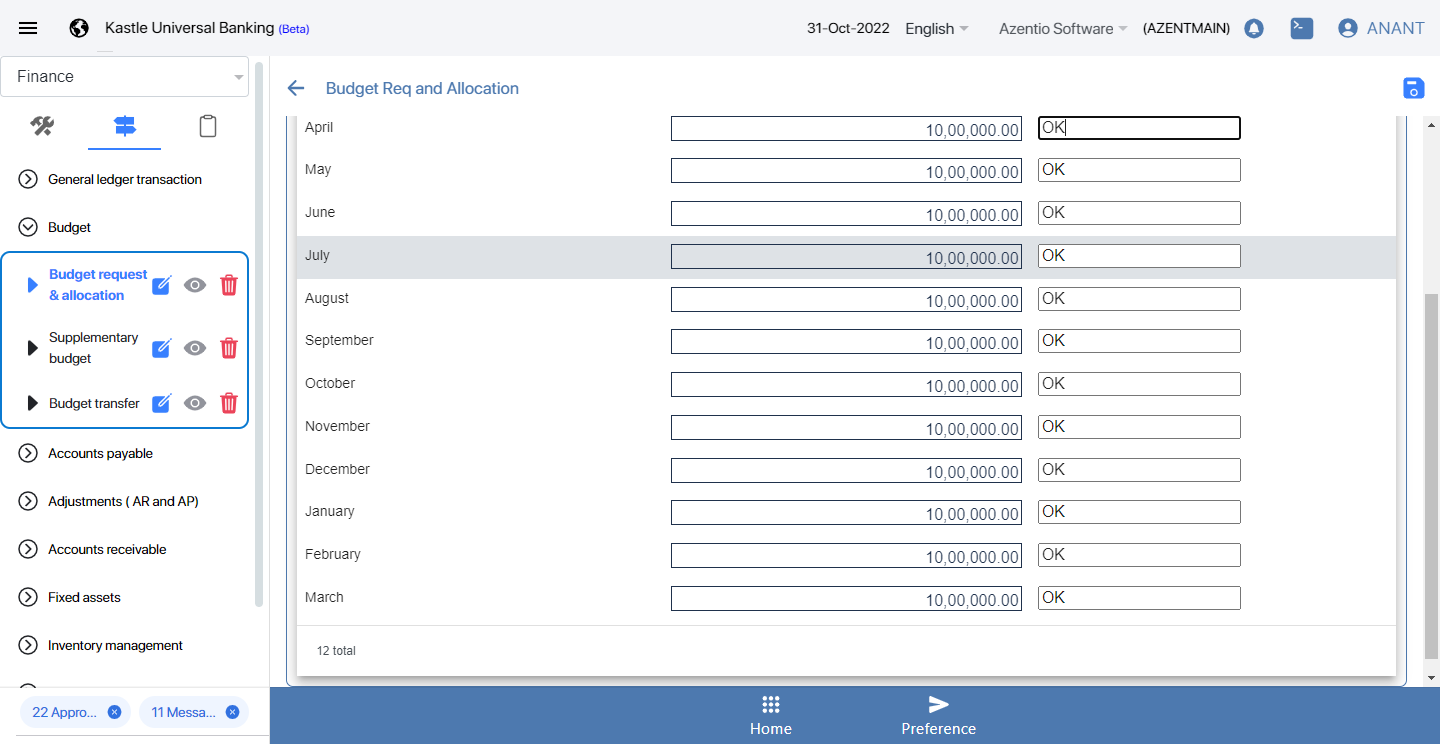 Kastle Universal Banking (Beta)
31-Oct-2022
English
Azentio Software
(AZENTMAIN)
ANANT
Finance
General ledger transaction
Budget
Budget request
& allocation
Supplementary
budget
Budget transfer
Accounts payable
Adjustments ( AR and AP)
Accounts receivable
Fixed assets
Inventory management
22 Appro...
11 Messa...
Budget Req and Allocation
April 10,00,000.00 OK
May 10,00,000.00 OK
June 10,00,000.00 OK
July 10,00,000.00 OK
August 10,00,000.00 OK
September 10,00,000.00 OK
October 10,00,000.00 OK
November 10,00,000.00 OK
December 10,00,000.00 OK
January 10,00,000.00 OK
February 10,00,000.00 OK
March 10,00,000.00 OK
12 total
Home
Preference